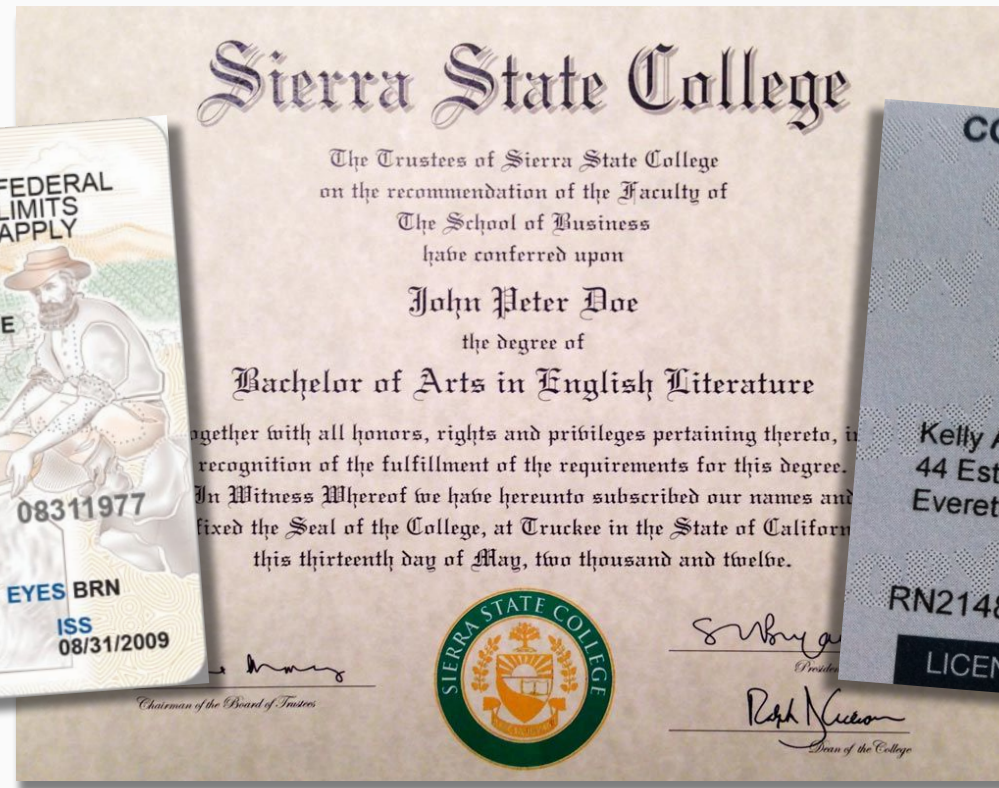 Sierra State College
The Trustees of Sierra State College
on the recommendation of the Faculty of
The School of Business
have conferred upon
John Peter Doe
the degree of
Bachelor of Arts in English Literature
ogether with all honors, rights and privileges pertaining thereto, i
recognition of the fulfillment of the requirements for this degree.
In Witness Whereof we have hereunto subscribed our names and
fixed the Seal of the College, at Truckee in the State of Californ
this thirteenth day of May, two thousand and twelve.
SIERRA STATE COLLEGE
Chairman of the Board of Trustees
Preside
Dean of the College
FEDERAL
LIMITS
APPLY
E
08311977
EYES BRN
ISS
08/31/2009
CO
Kelly A
44 Est
Everet
RN2148
LICEN